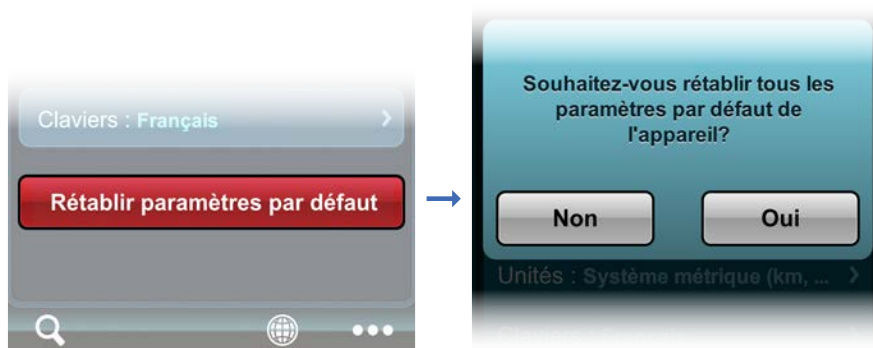 Claviers : Français
Rétablir paramètres par défaut
Souhaitez-vous rétablir tous les
paramètres par défaut de
l'appareil?
Non
Oui
Unités : Système métrique (km, ...